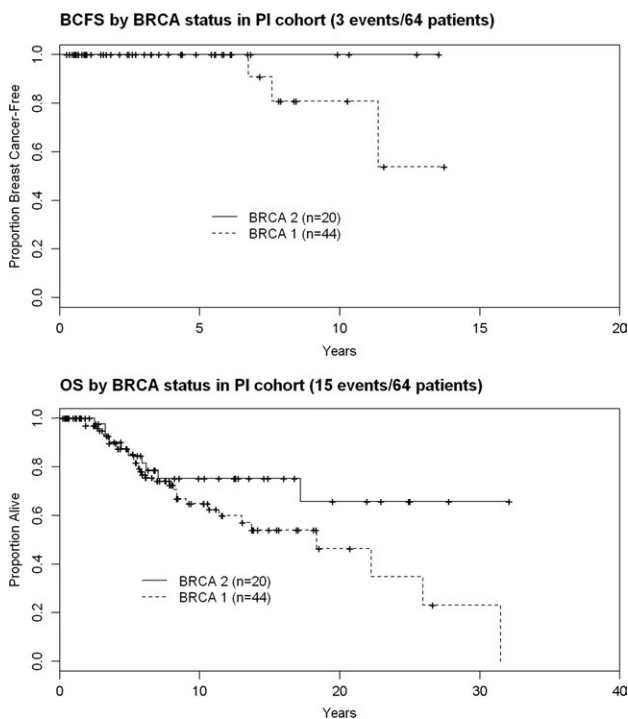 BCFS by BRCA status in PI cohort (3 events/64 patients)
1.0
0.8
0.6
0.4
0.2
0.0
Proportion Breast Cancer-Free
BRCA 2 (n=20)
BRCA 1 (n=44)
0 5 10 15 20
Years
OS by BRCA status in PI cohort (15 events/64 patients)
1.0
0.8
0.6
0.4
0.2
0.0
Proportion Alive
BRCA 2 (n=20)
BRCA 1 (n=44)
0 10 20 30 40
Years